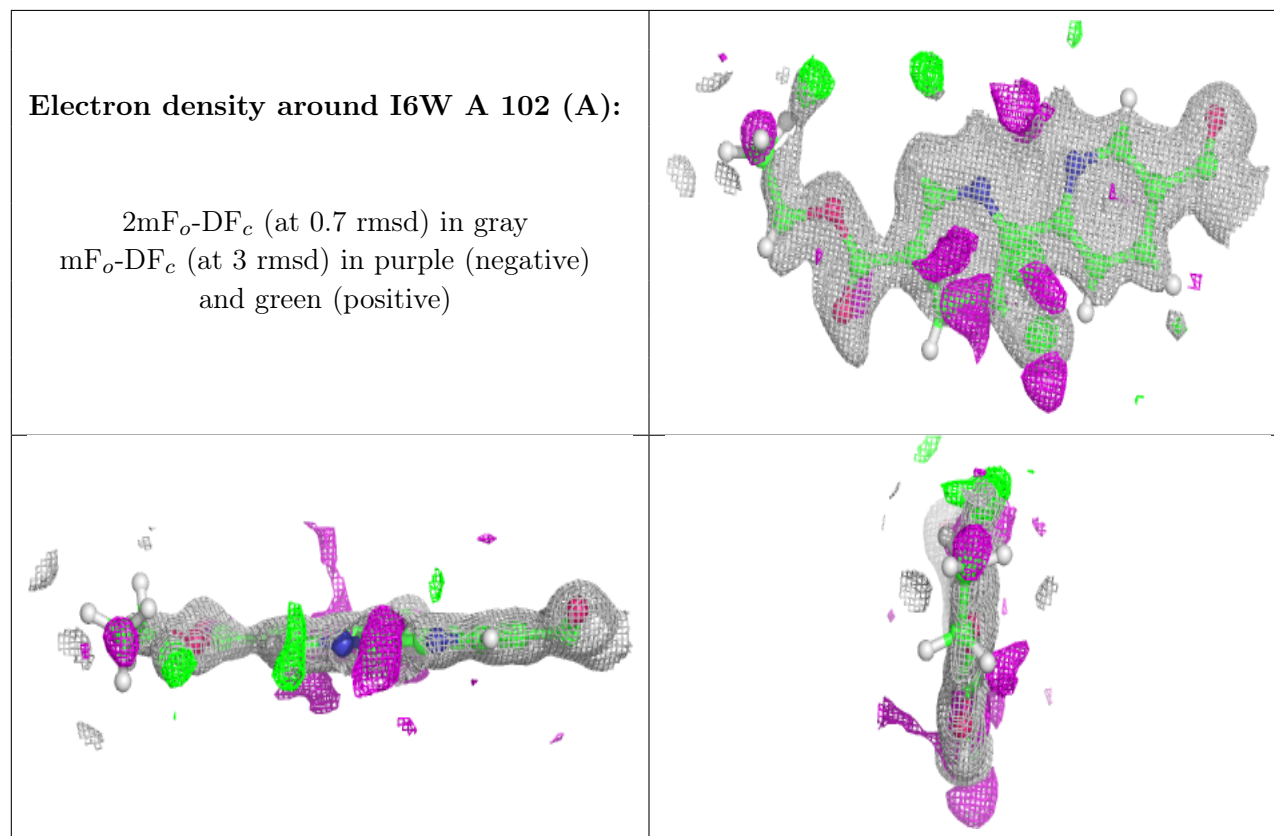 Electron density around I6W A 102 (A):
2mFo-DFc (at 0.7 rmsd) in gray
mFo-DFc (at 3 rmsd) in purple (negative)
and green (positive)